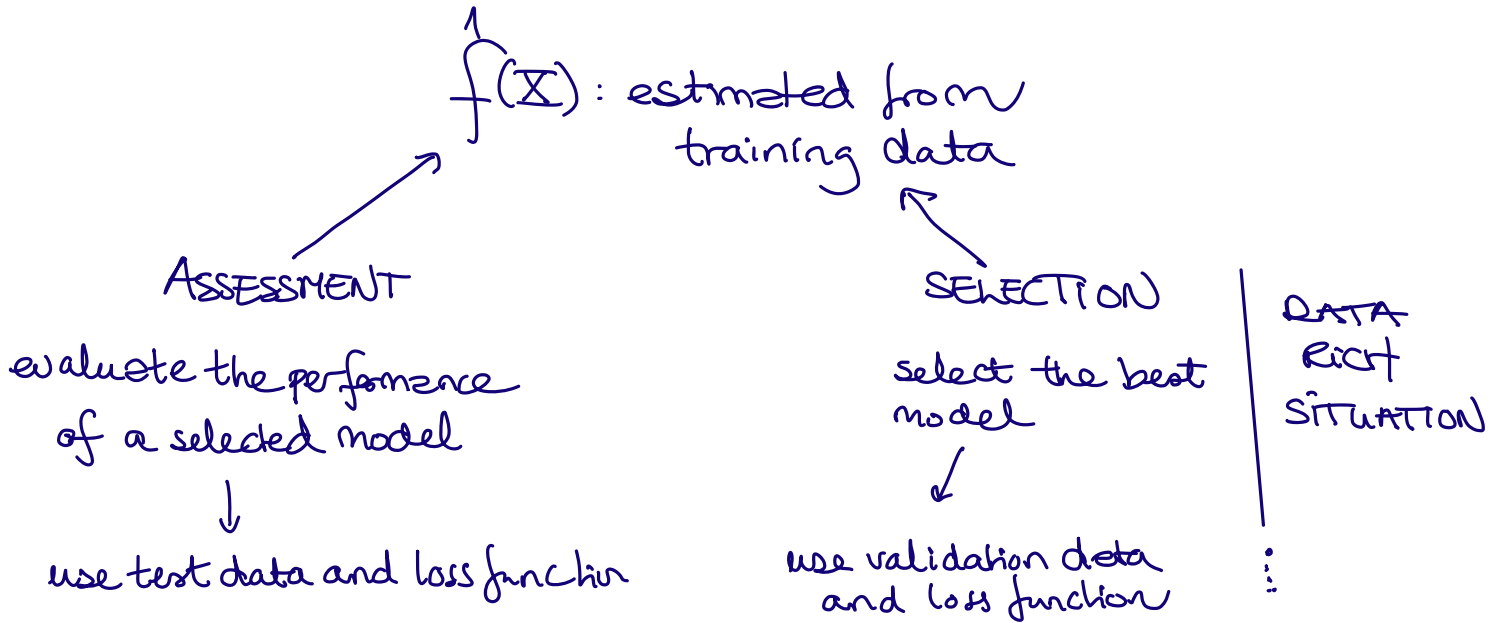 f̂(X): estimated from
training data
ASSESSMENT
evaluate the performance
of a selected model
use test data and loss function
SELECTION
select the best
model
use validation data
and loss function
DATA
RICH
SITUATION